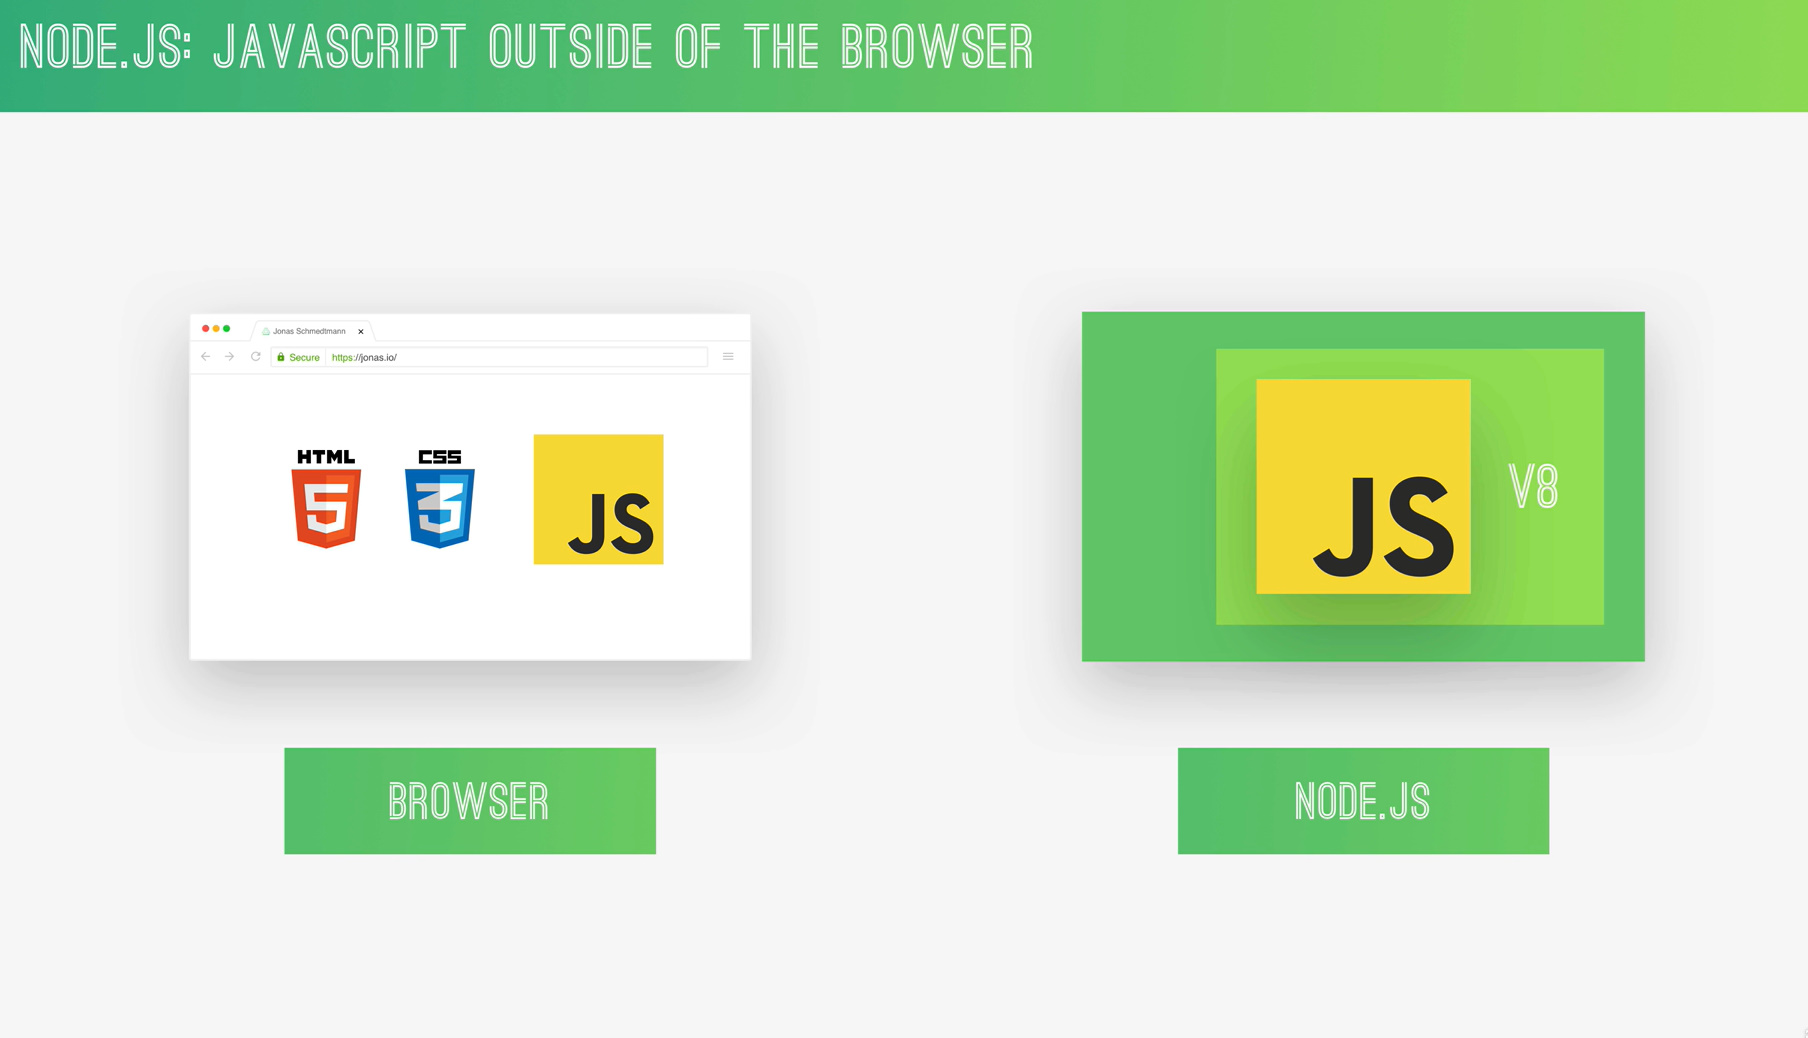 NODE.JS: JAVASCRIPT OUTSIDE OF THE BROWSER
Jonas Schmedtmann
Secure https://jonas.io/
HTML
5
CSS
3
JS
JS
V8
BROWSER
NODE.JS